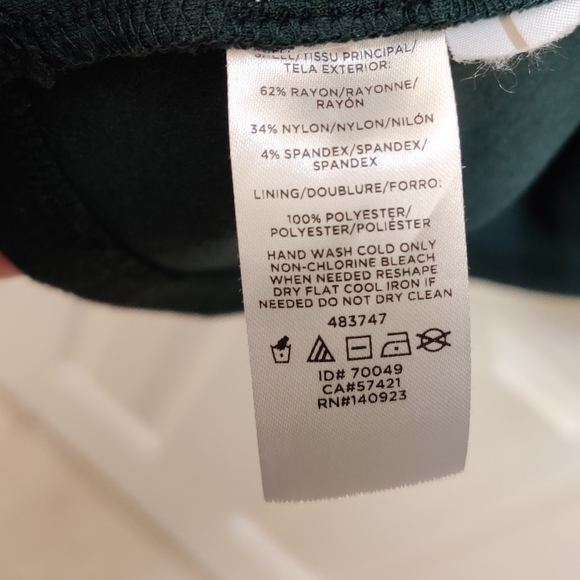 SHELL/TISSU PRINCIPAL/
TELA EXTERIOR:
62% RAYON/RAYONNE/
RAYÓN
34% NYLON/NYLON/NILÓN
4% SPANDEX/SPANDEX/
SPANDEX
LINING/DOUBLURE/FORRO:
100% POLYESTER/
POLYESTER/POLIÉSTER
HAND WASH COLD ONLY
NON-CHLORINE BLEACH
WHEN NEEDED RESHAPE
DRY FLAT COOL IRON IF
NEEDED DO NOT DRY CLEAN
483747
ID# 70049
CA#57421
RN#140923